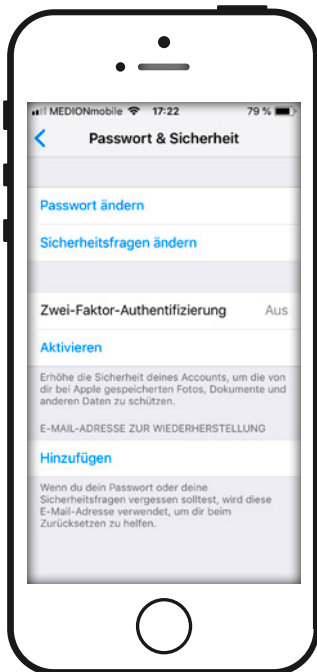 MEDIONmobile 17:22 79 %
Passwort & Sicherheit
Passwort ändern
Sicherheitsfragen ändern
Zwei-Faktor-Authentifizierung Aus
Aktivieren
Erhöhe die Sicherheit deines Accounts, um die von
dir bei Apple gespeicherten Fotos, Dokumente und
anderen Daten zu schützen.
E-MAIL-ADRESSE ZUR WIEDERHERSTELLUNG
Hinzufügen
Wenn du dein Passwort oder deine
Sicherheitsfragen vergessen solltest, wird diese
E-Mail-Adresse verwendet, um dir beim
Zurücksetzen zu helfen.